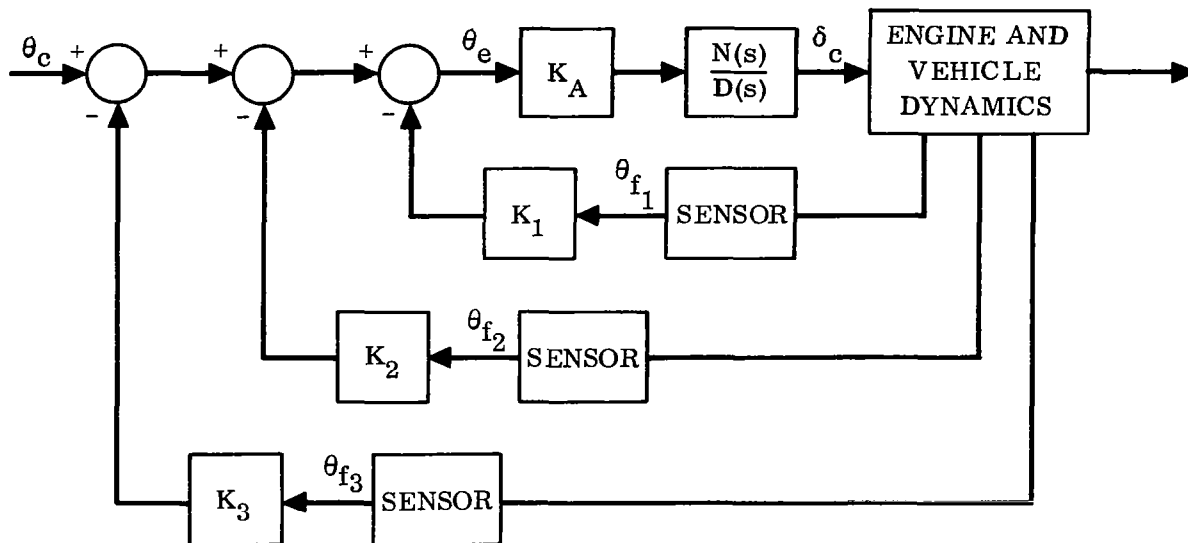 θc + + + θe KA N(s) δc ENGINE AND
D(s) VEHICLE
DYNAMICS
- - -
K1 θf1 SENSOR
K2 θf2 SENSOR
K3 θf3 SENSOR